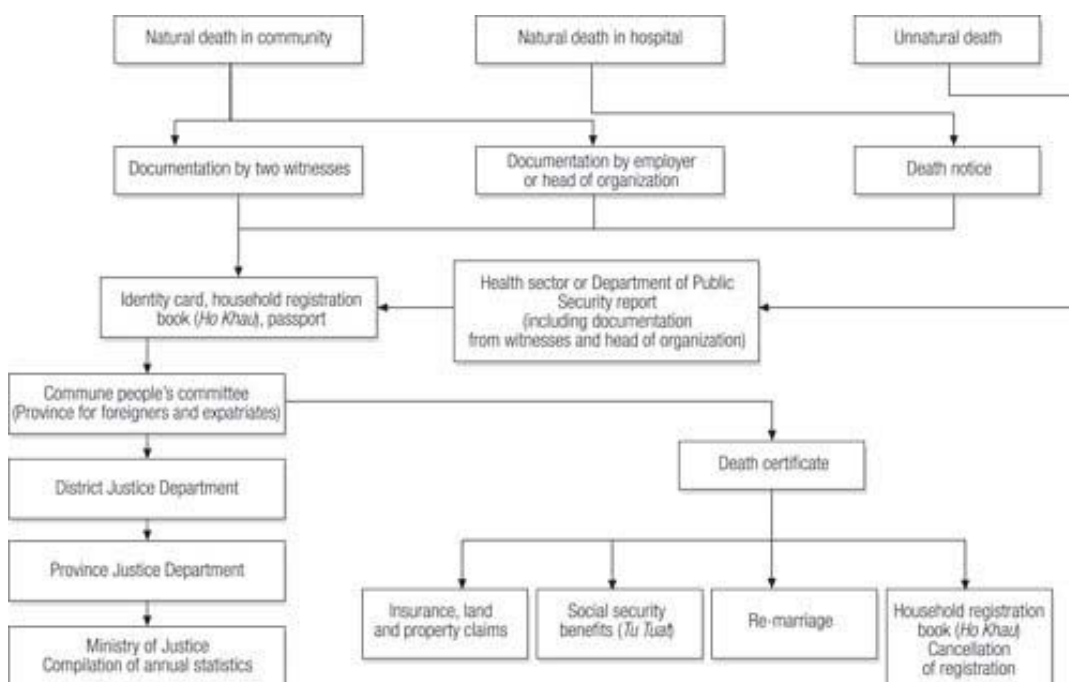 Natural death in community
Natural death in hospital
Unnatural death
Documentation by two witnesses
Documentation by employer
or head of organization
Death notice
Identity card, household registration
book (Ho Khau), passport
Health sector or Department of Public
Security report
(including documentation
from witnesses and head of organization)
Commune people's committee
(Province for foreigners and expatriates)
Death certificate
District Justice Department
Province Justice Department
Ministry of Justice
Compilation of annual statistics
Insurance, land
and property claims
Social security
benefits (Tu Tuat)
Re-marriage
Household registration
book (Ho Khau)
Cancellation
of registration